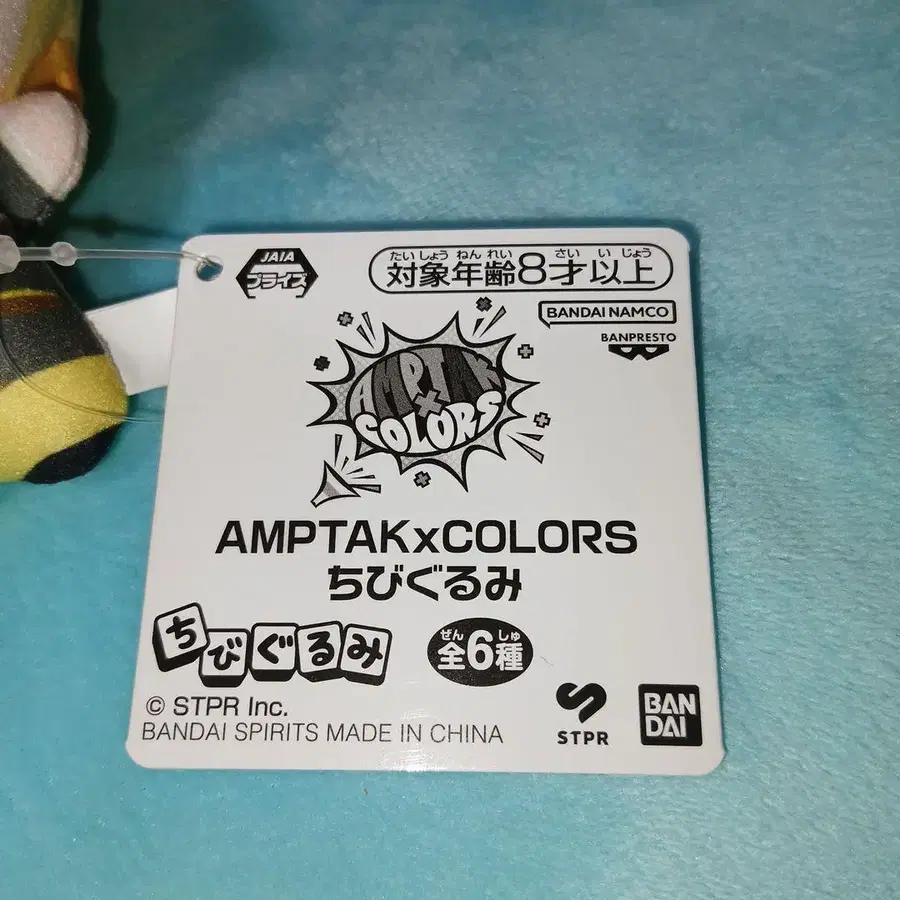 JAIA
プライズ
たいしょうねんれい さいいじょう
対象年齢8才以上
BANDAI NAMCO
BANPRESTO
AMPTAK
×
COLORS
AMPTAKxCOLORS
ちびぐるみ
ちびぐるみ
ぜん しゅ
全6種
© STPR Inc.
BANDAI SPIRITS MADE IN CHINA
STPR
BAN
DAI